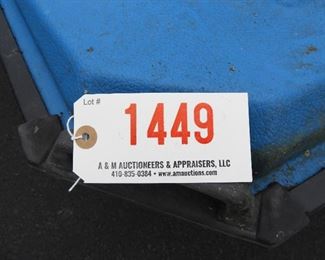 Lot #
1449
A & M AUCTIONEERS & APPRAISERS, LLC
410-835-0384 • www.amauctions.com